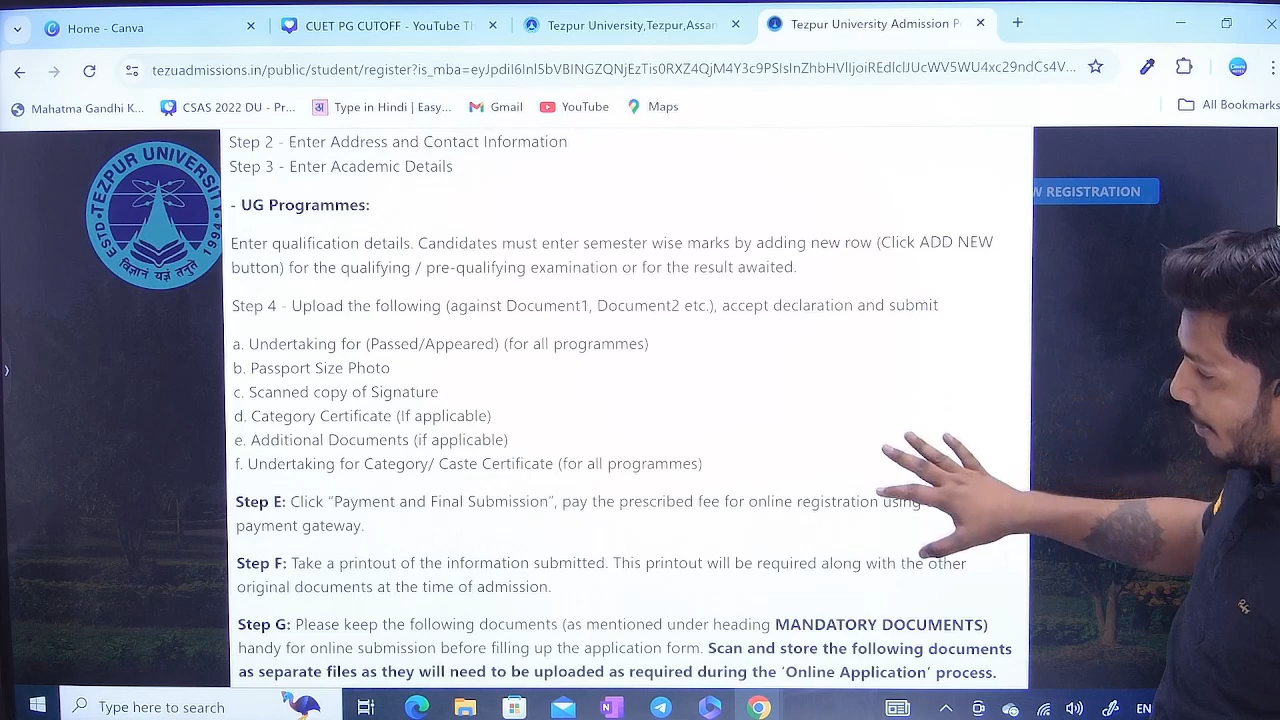 Home - Canva
CUET PG CUTOFF - YouTube Th
Tezpur University,Tezpur,Assar
Tezpur University Admission P
Mahatma Gandhi K...
CSAS 2022 DU - Pr...
अ Type in Hindi | Easy...
Gmail
YouTube
Maps
All Bookmarks
TEZPUR UNIVERSITY
ESTD
1994
विज्ञानं यज्ञं तनुते
W REGISTRATION
Step 2 - Enter Address and Contact Information
Step 3 - Enter Academic Details
- UG Programmes:
Enter qualification details. Candidates must enter semester wise marks by adding new row (Click ADD NEW
button) for the qualifying / pre-qualifying examination or for the result awaited.
Step 4 - Upload the following (against Document1, Document2 etc.), accept declaration and submit
a. Undertaking for (Passed/Appeared) (for all programmes)
b. Passport Size Photo
c. Scanned copy of Signature
d. Category Certificate (If applicable)
e. Additional Documents (if applicable)
f. Undertaking for Category/ Caste Certificate (for all programmes)
Step E: Click “Payment and Final Submission”, pay the prescribed fee for online registration using
payment gateway.
Step F: Take a printout of the information submitted. This printout will be required along with the other
original documents at the time of admission.
Step G: Please keep the following documents (as mentioned under heading MANDATORY DOCUMENTS)
handy for online submission before filling up the application form. Scan and store the following documents
as separate files as they will need to be uploaded as required during the ‘Online Application’ process.
Type here to search
EN